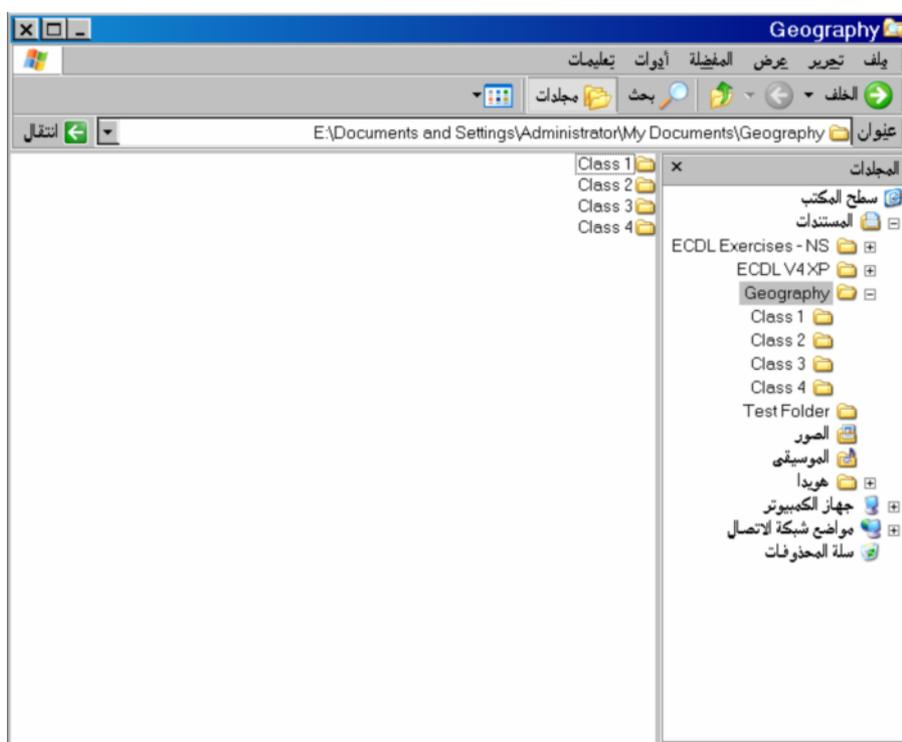 Geography
ملف تحرير عرض المفضلة أدوات تعليمات
الخلف بحث مجلدات
عنوان E:\Documents and Settings\Administrator\My Documents\Geography انتقال
المجلدات
سطح المكتب
المستندات
ECDL Exercises - NS
ECDL V4 XP
Geography
Class 1
Class 2
Class 3
Class 4
Test Folder
الصور
الموسيقى
هويدا
جهاز الكمبيوتر
مواضع شبكة الاتصال
سلة المحذوفات
Class 1
Class 2
Class 3
Class 4